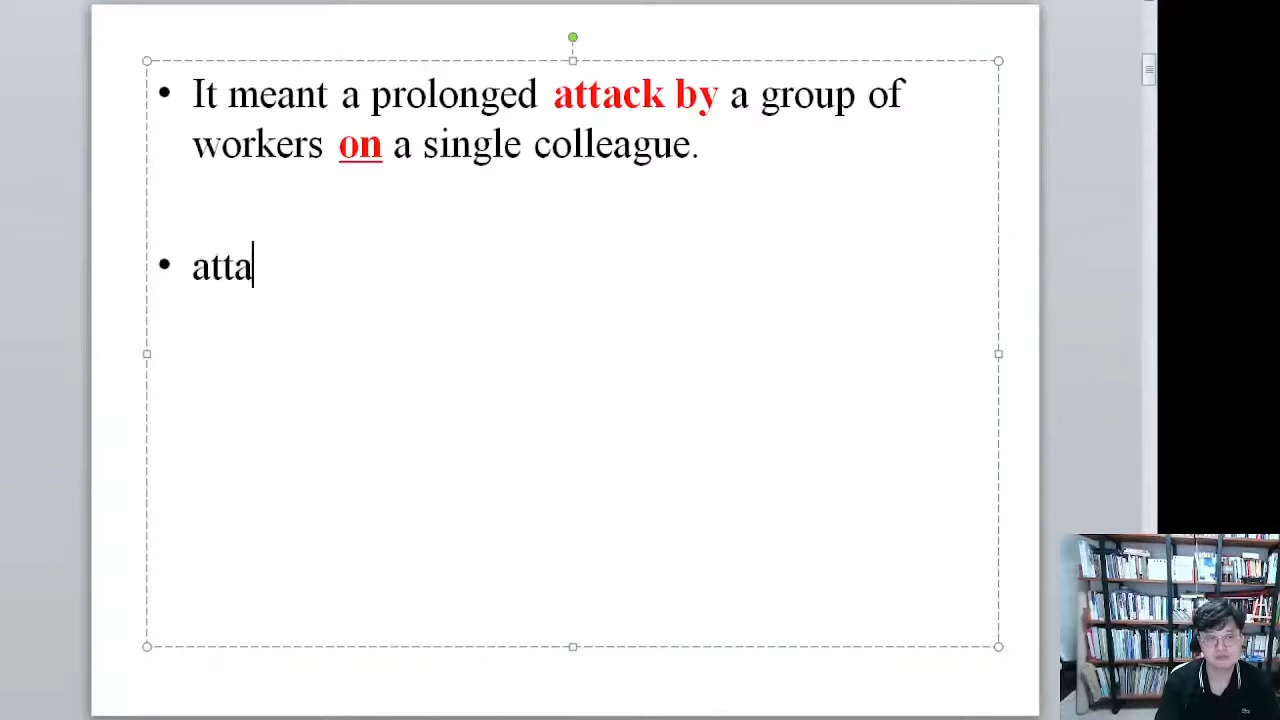 • It meant a prolonged attack by a group of
workers on a single colleague.
• atta